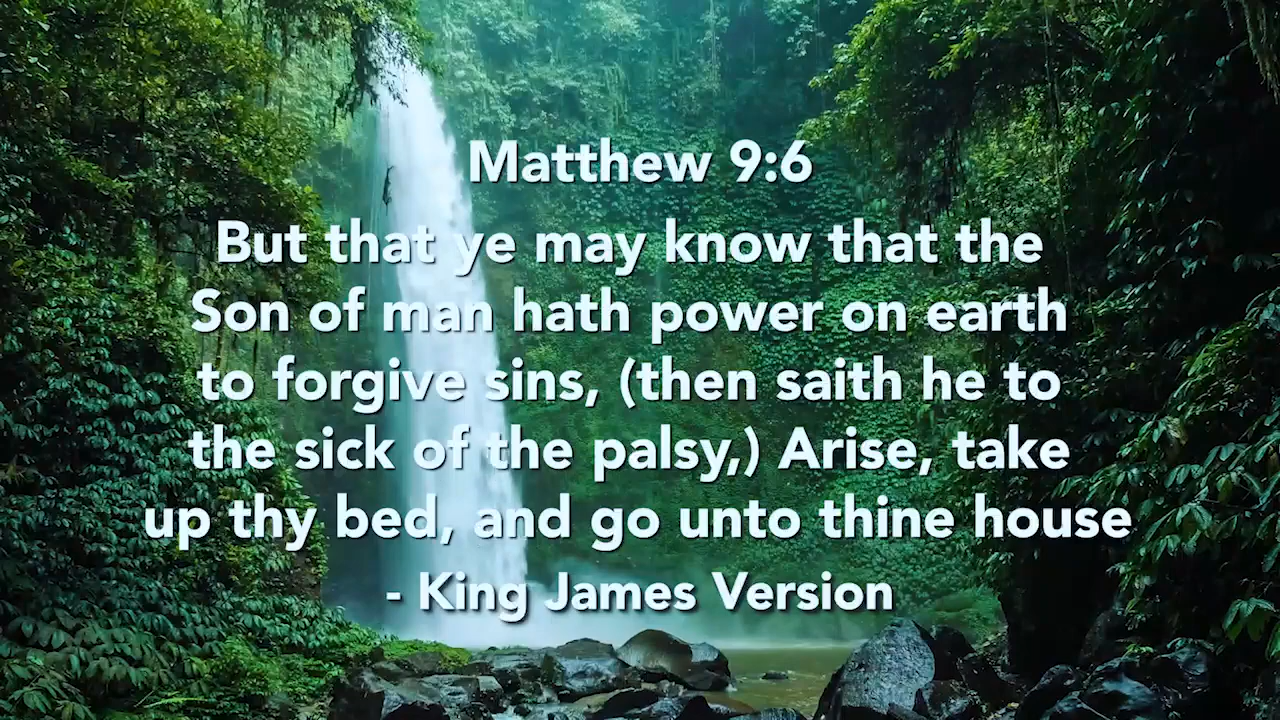 Matthew 9:6
But that ye may know that the
Son of man hath power on earth
to forgive sins, (then saith he to
the sick of the palsy,) Arise, take
up thy bed, and go unto thine house
- King James Version